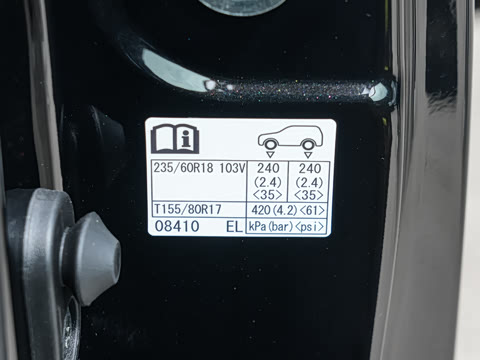 235/60R18 103V 240 240
(2.4) (2.4)
<35> <35>
T155/80R17 420 (4.2) <61>
08410 EL kPa(bar)<psi>